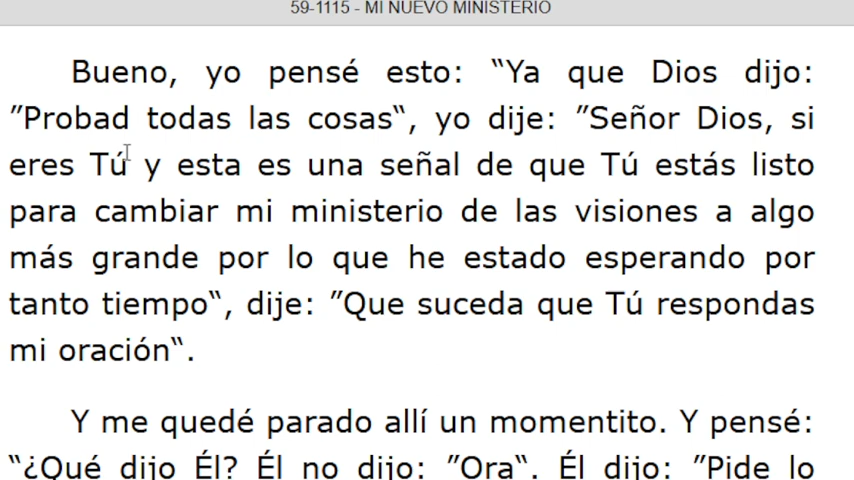 59-1115 - MI NUEVO MINISTERIO
Bueno, yo pensé esto: “Ya que Dios dijo:
”Probad todas las cosas“, yo dije: ”Señor Dios, si
eres Tú y esta es una señal de que Tú estás listo
para cambiar mi ministerio de las visiones a algo
más grande por lo que he estado esperando por
tanto tiempo“, dije: ”Que suceda que Tú respondas
mi oración“.
Y me quedé parado allí un momentito. Y pensé:
“¿Qué dijo Él? Él no dijo: ”Ora“. Él dijo: ”Pide lo